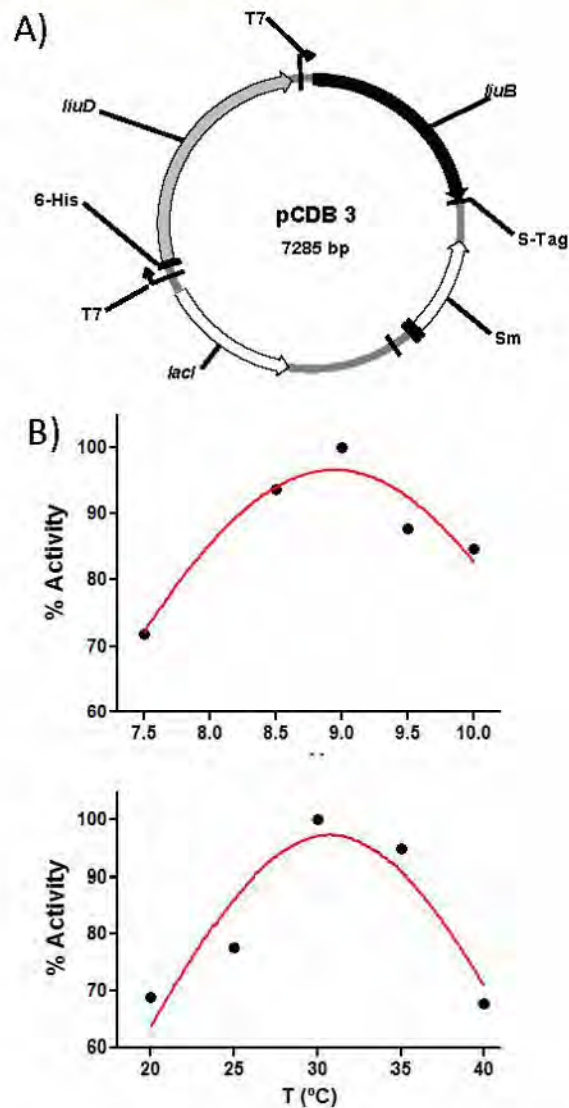 A)
T7
liuD
liuB
6-His
pCDB 3
7285 bp
S-Tag
T7
Sm
lacI
B)
% Activity
100
90
80
70
60
7.5 8.0 8.5 9.0 9.5 10.0
% Activity
100
90
80
70
60
20 25 30 35 40
T (ºC)